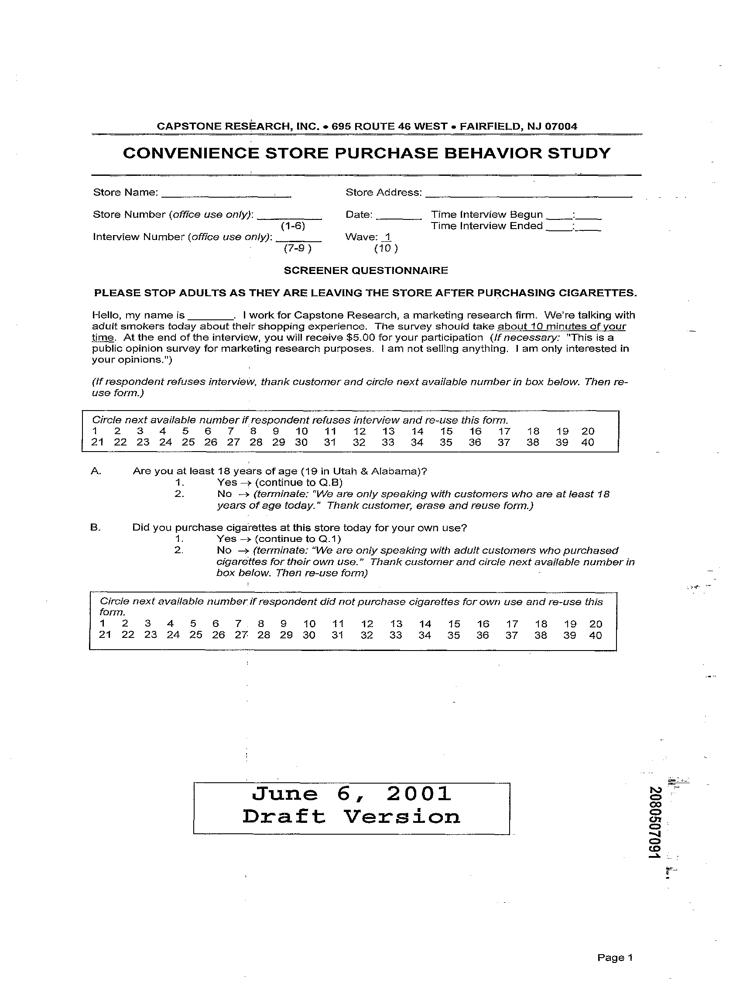 CAPSTONE RESEARCH, INC. • 695 ROUTE 46 WEST • FAIRFIELD, NJ 07004
CONVENIENCE STORE PURCHASE BEHAVIOR STUDY
Store Name: ____________ Store Address: ____________
Store Number (office use only): ____________ Date: ________ Time Interview Begun ____:____
(1-6) Time Interview Ended ____:____
Interview Number (office use only): ________ Wave: 1
(7-9 ) (10 )
SCREENER QUESTIONNAIRE
PLEASE STOP ADULTS AS THEY ARE LEAVING THE STORE AFTER PURCHASING CIGARETTES.
Hello, my name is ________. I work for Capstone Research, a marketing research firm. We're talking with
adult smokers today about their shopping experience. The survey should take about 10 minutes of your
time. At the end of the interview, you will receive $5.00 for your participation (If necessary: "This is a
public opinion survey for marketing research purposes. I am not selling anything. I am only interested in
your opinions.")
(If respondent refuses interview, thank customer and circle next available number in box below. Then re-
use form.)
Circle next available number if respondent refuses interview and re-use this form.
1 2 3 4 5 6 7 8 9 10 11 12 13 14 15 16 17 18 19 20
21 22 23 24 25 26 27 28 29 30 31 32 33 34 35 36 37 38 39 40
A. Are you at least 18 years of age (19 in Utah & Alabama)?
1. Yes → (continue to Q.B)
2. No → (terminate: "We are only speaking with customers who are at least 18
years of age today." Thank customer, erase and reuse form.)
B. Did you purchase cigarettes at this store today for your own use?
1. Yes → (continue to Q.1)
2. No → (terminate: "We are only speaking with adult customers who purchased
cigarettes for their own use." Thank customer and circle next available number in
box below. Then re-use form)
Circle next available number if respondent did not purchase cigarettes for own use and re-use this
form.
1 2 3 4 5 6 7 8 9 10 11 12 13 14 15 16 17 18 19 20
21 22 23 24 25 26 27 28 29 30 31 32 33 34 35 36 37 38 39 40
June 6, 2001
Draft Version
2080507091
Page 1